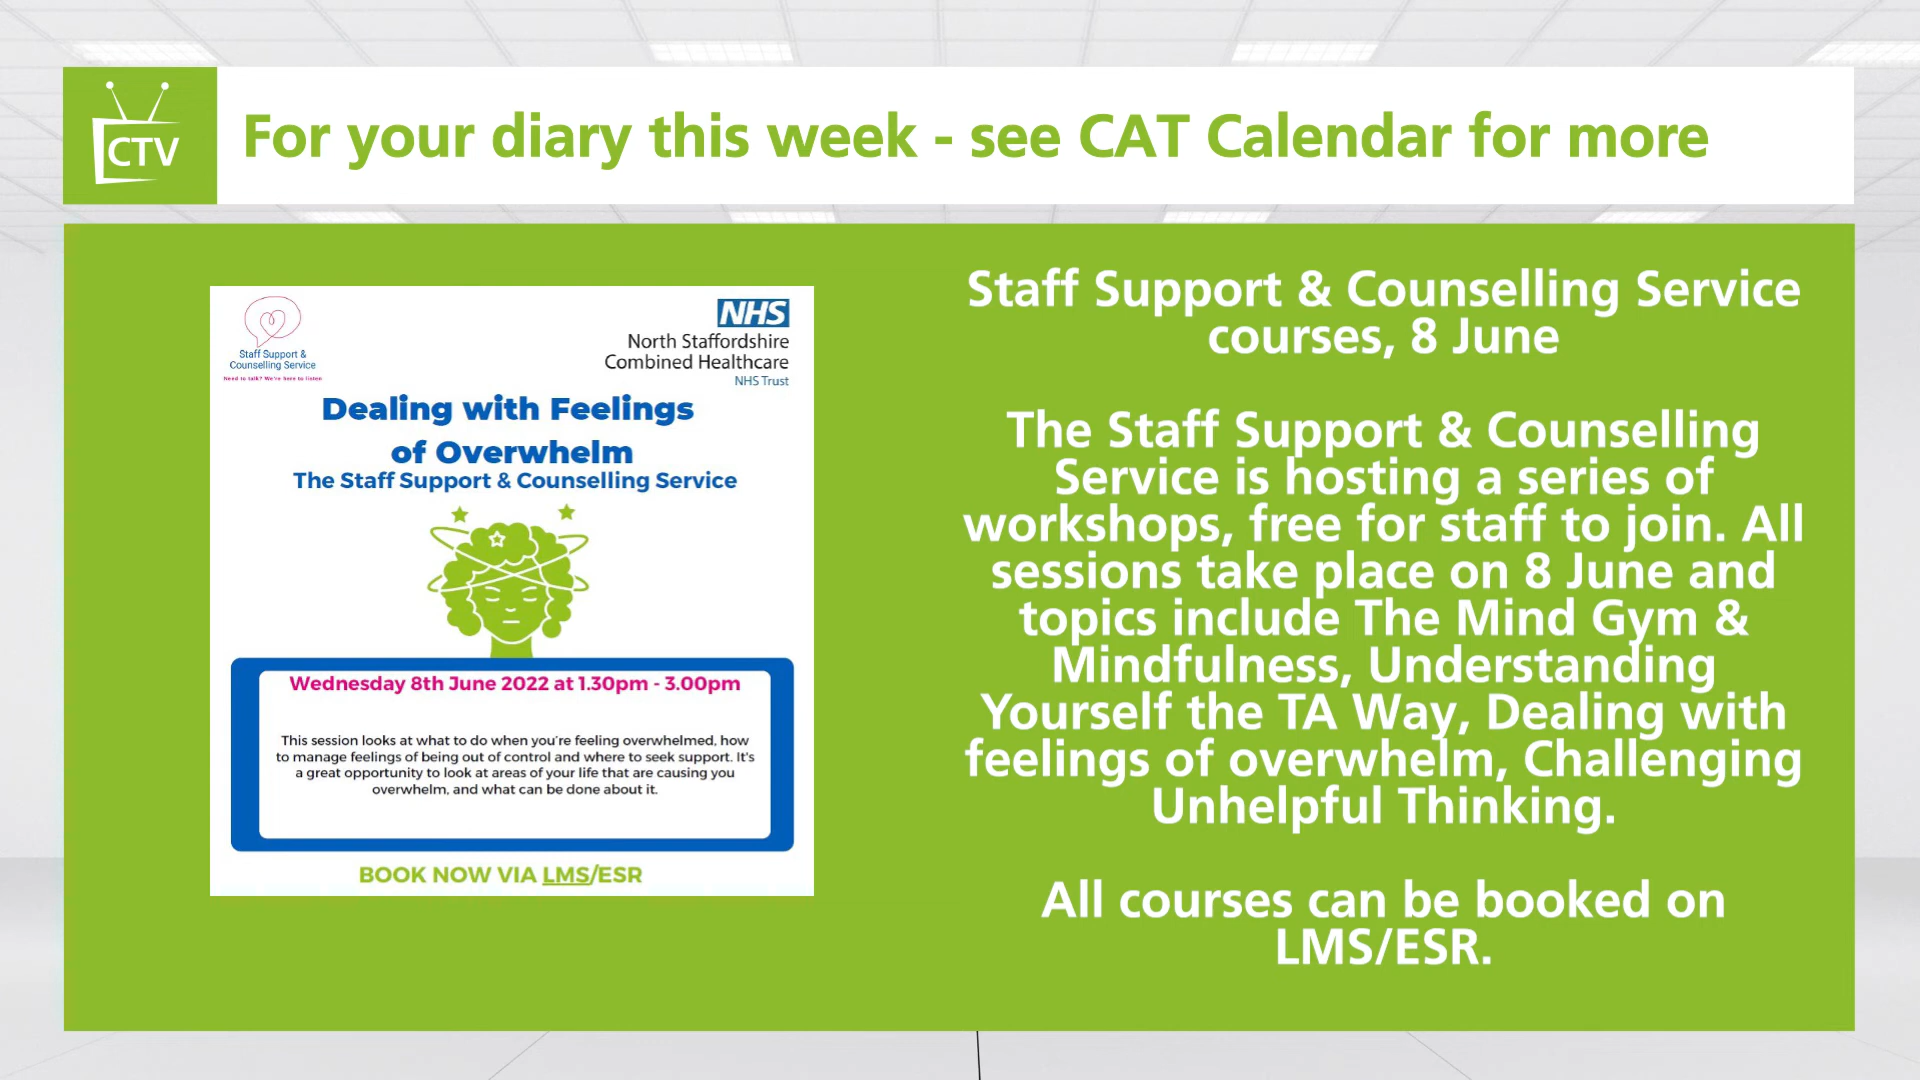 CTV
For your diary this week - see CAT Calendar for more
Staff Support &
Counselling Service
Need to talk? We're here to listen
NHS
North Staffordshire
Combined Healthcare
NHS Trust
Dealing with Feelings
of Overwhelm
The Staff Support & Counselling Service
Wednesday 8th June 2022 at 1.30pm - 3.00pm
This session looks at what to do when you're feeling overwhelmed, how
to manage feelings of being out of control and where to seek support. It's
a great opportunity to look at areas of your life that are causing you
overwhelm, and what can be done about it.
BOOK NOW VIA LMS/ESR
Staff Support & Counselling Service
courses, 8 June
The Staff Support & Counselling
Service is hosting a series of
workshops, free for staff to join. All
sessions take place on 8 June and
topics include The Mind Gym &
Mindfulness, Understanding
Yourself the TA Way, Dealing with
feelings of overwhelm, Challenging
Unhelpful Thinking.
All courses can be booked on
LMS/ESR.